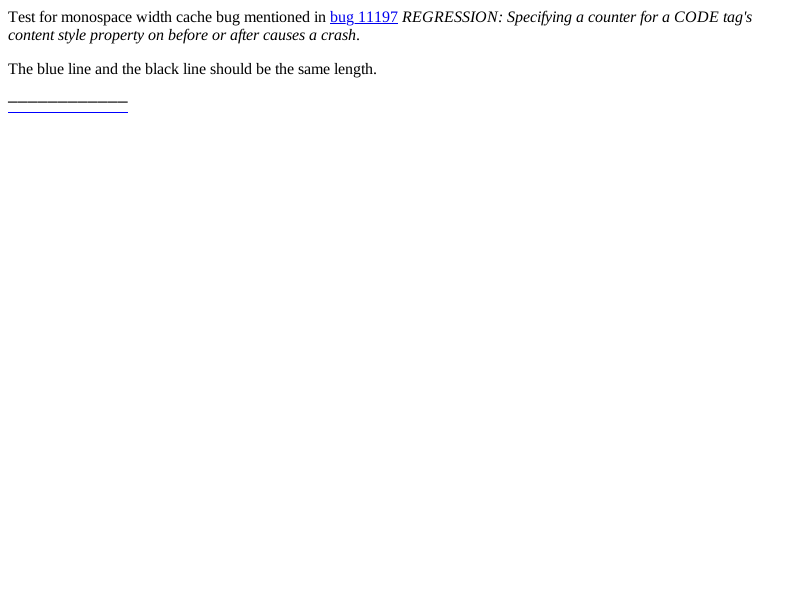 Test for monospace width cache bug mentioned in bug 11197 REGRESSION: Specifying a counter for a CODE tag's
content style property on before or after causes a crash.
The blue line and the black line should be the same length.
____________